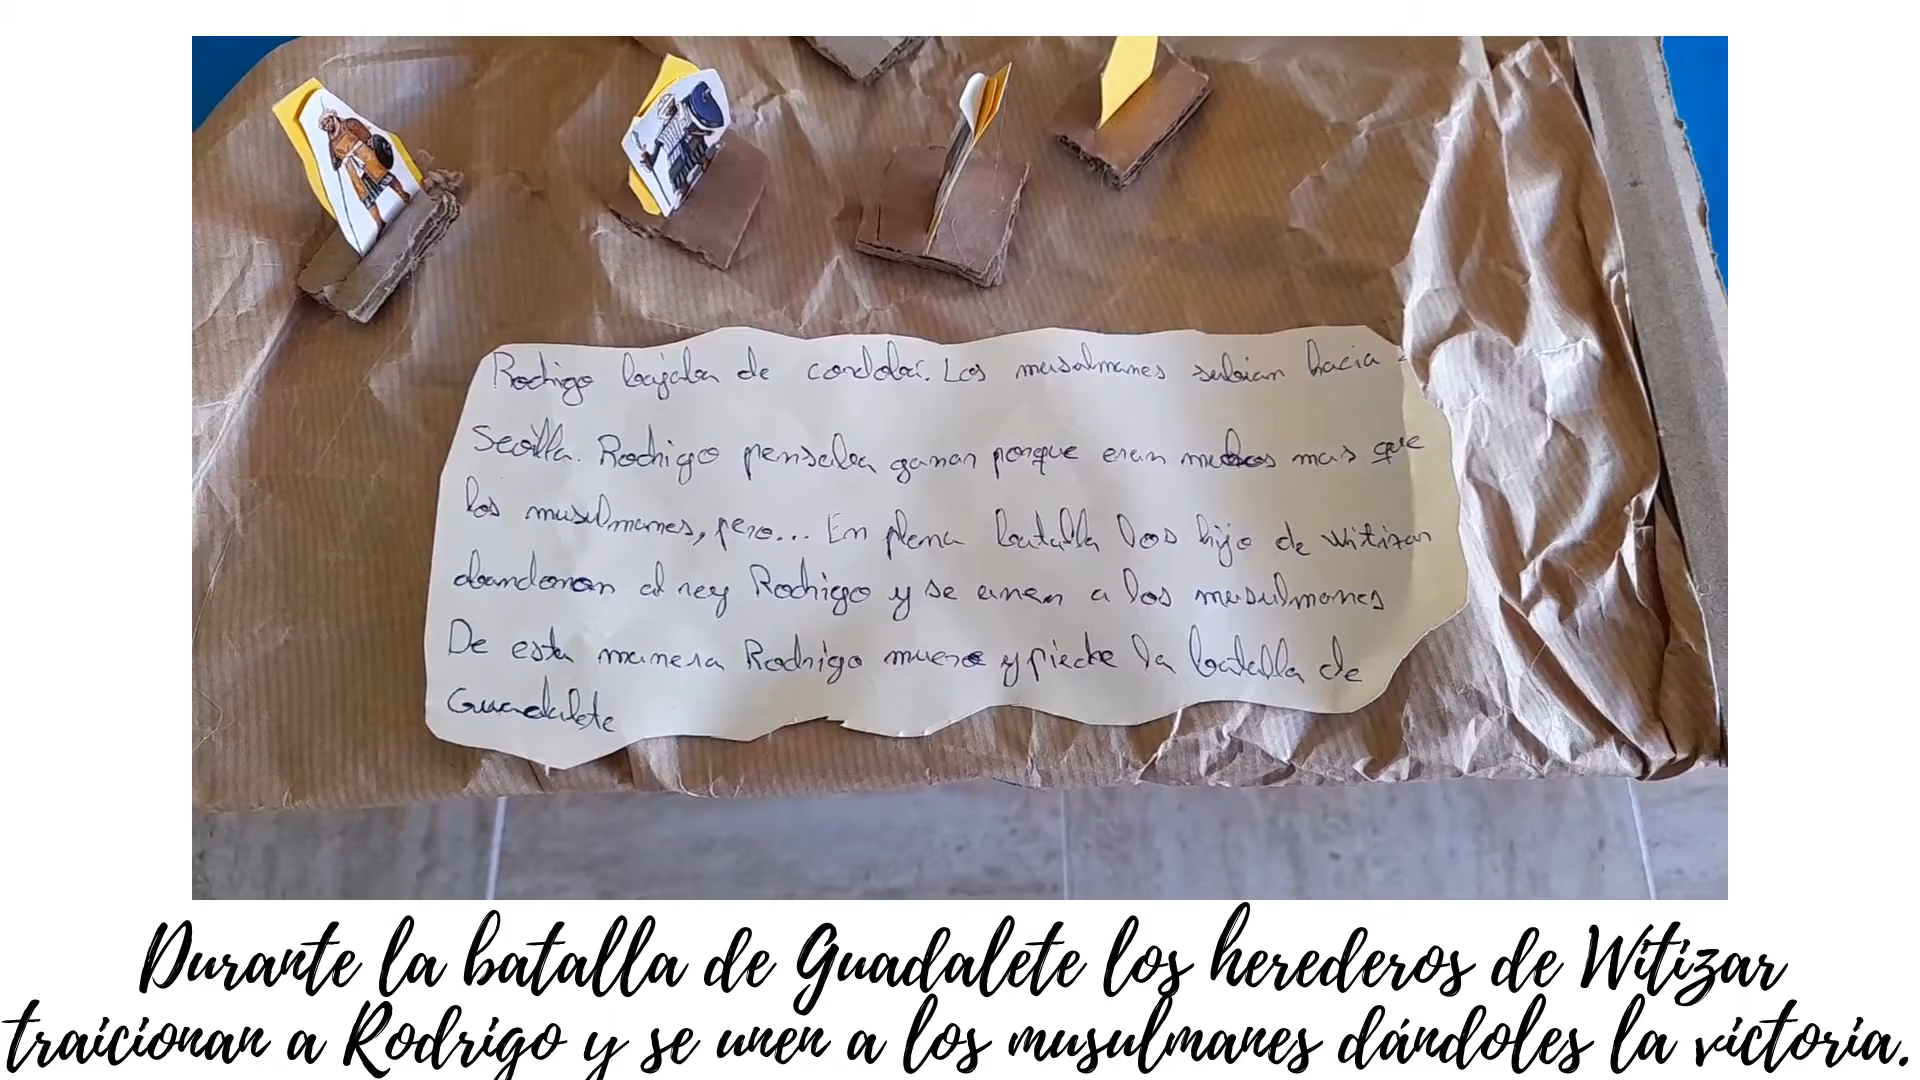 Rodrigo bajaba de cordoba. Los musulmanes subian hacia
Sevilla. Rodrigo pensaba ganar porque eran muchos mas que
los musulmanes, pero... En plena batalla los hijo de witizan
abandonan al rey Rodrigo y se unen a los musulmanes
De esta manera Rodrigo muere y pierde la batalla de
Guadalete
Durante la batalla de Guadalete los herederos de Witizar
traicionan a Rodrigo y se unen a los musulmanes dándoles la victoria.